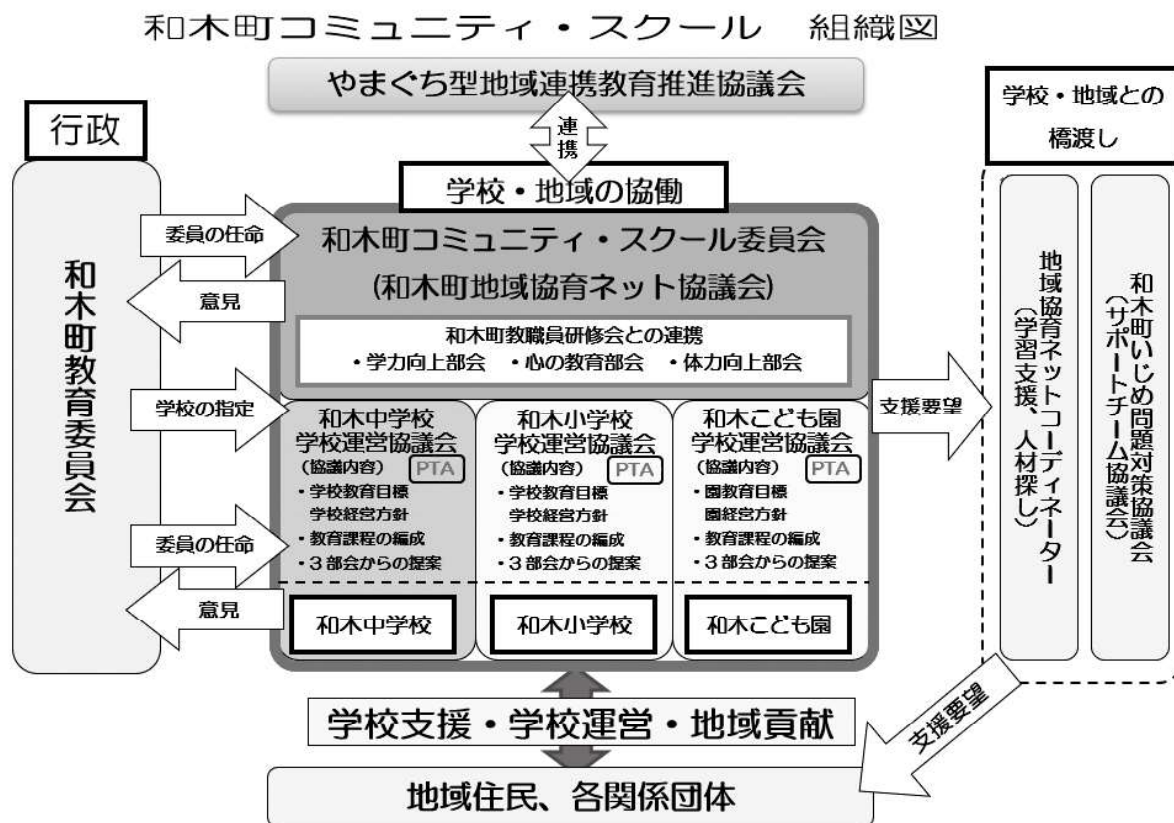 和木町コミュニティ・スクール 組織図
やまぐち型地域連携教育推進協議会
連携
学校・地域の協働
行政
和木町教育委員会
委員の任命
意見
学校の指定
委員の任命
意見
和木町コミュニティ・スクール委員会
(和木町地域協育ネット協議会)
和木町教職員研修会との連携
・学力向上部会 ・心の教育部会 ・体力向上部会
和木中学校
学校運営協議会
(協議内容) PTA
・学校教育目標
学校経営方針
・教育課程の編成
・3部会からの提案
和木中学校
和木小学校
学校運営協議会
(協議内容) PTA
・学校教育目標
学校経営方針
・教育課程の編成
・3部会からの提案
和木小学校
和木こども園
学校運営協議会
(協議内容) PTA
・園教育目標
園経営方針
・教育課程の編成
・3部会からの提案
和木こども園
支援要望
学校・地域との
橋渡し
和木町いじめ問題対策協議会
(サポートチーム協議会)
地域協育ネットコーディネーター
(学習支援、人材探し)
支援要望
学校支援・学校運営・地域貢献
地域住民、各関係団体